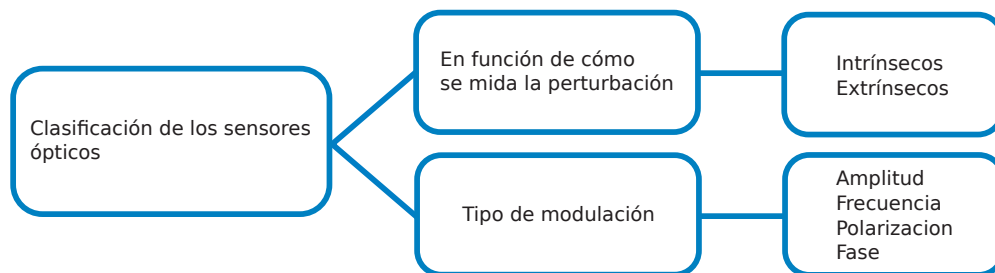 Clasificación de los sensores
ópticos
En función de cómo
se mida la perturbación
Intrínsecos
Extrínsecos
Tipo de modulación
Amplitud
Frecuencia
Polarizacion
Fase